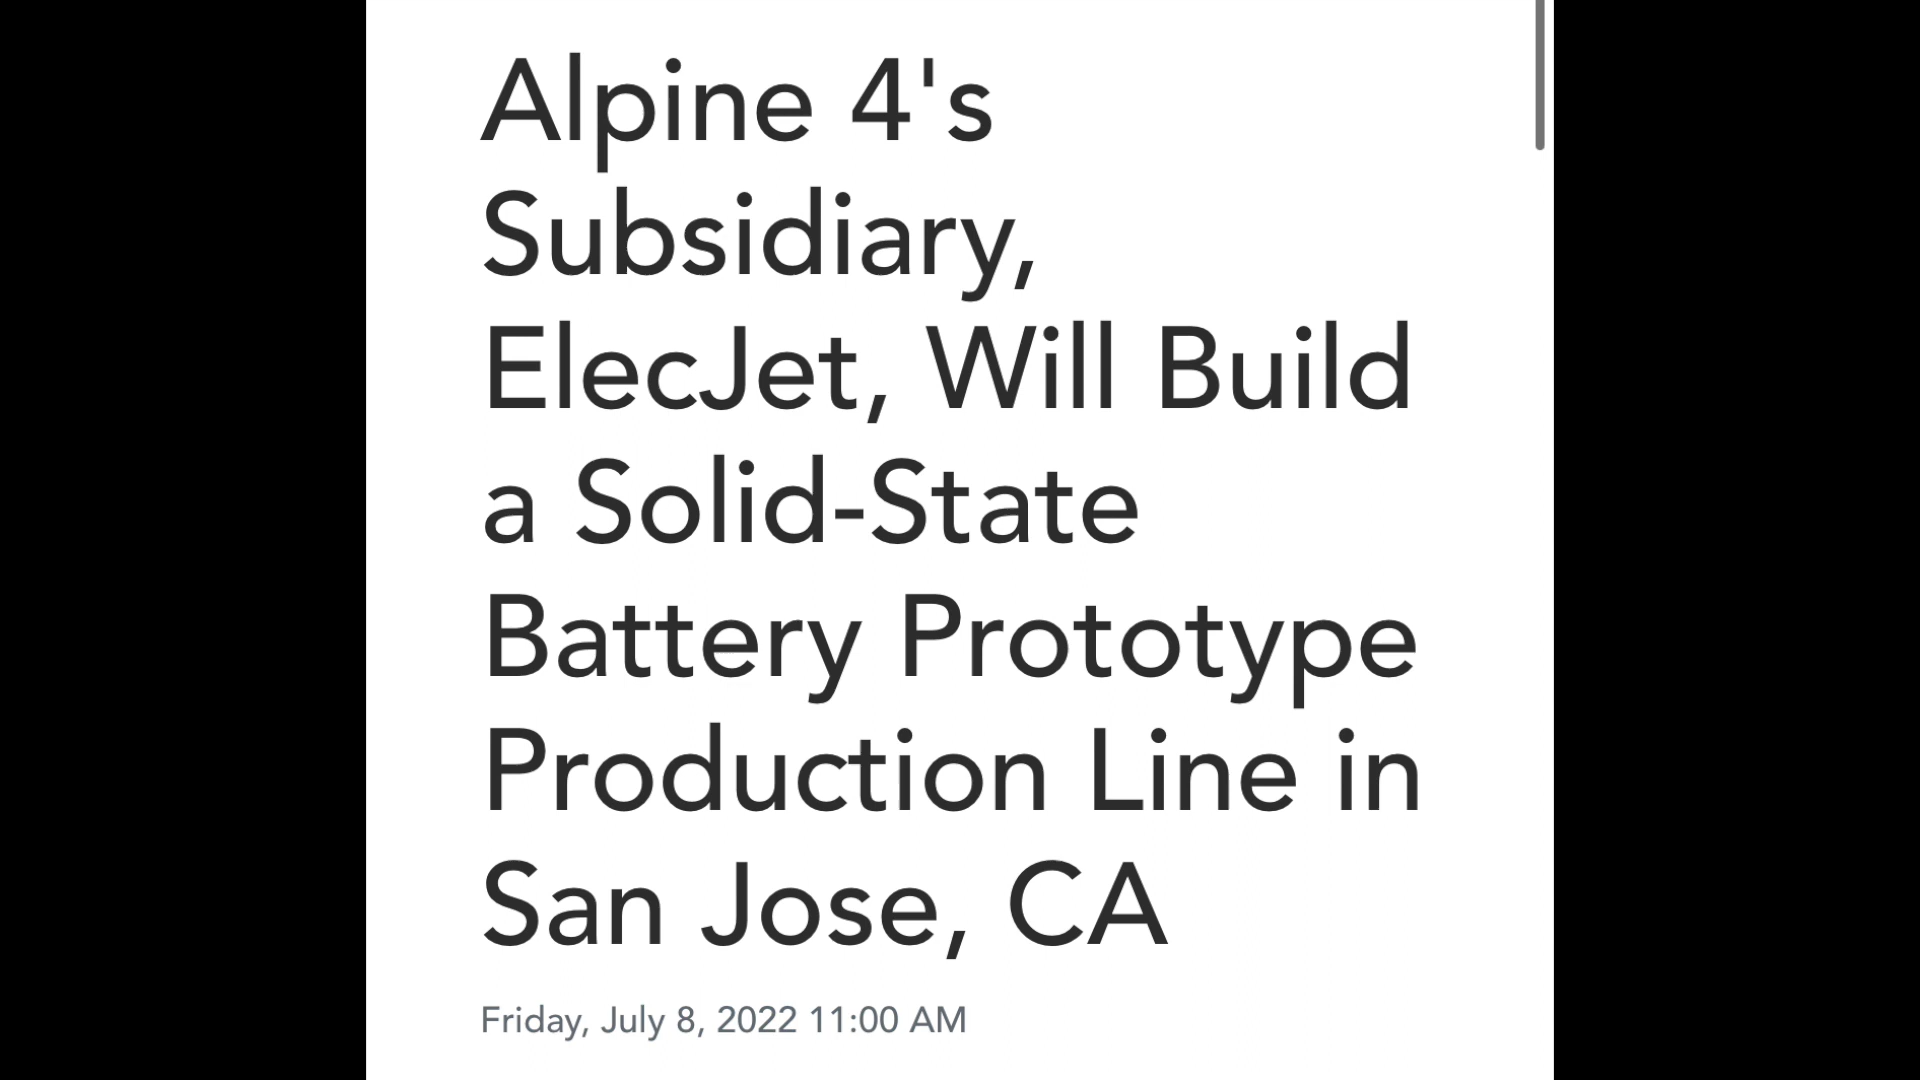 Alpine 4's
Subsidiary,
ElecJet, Will Build
a Solid-State
Battery Prototype
Production Line in
San Jose, CA
Friday, July 8, 2022 11:00 AM